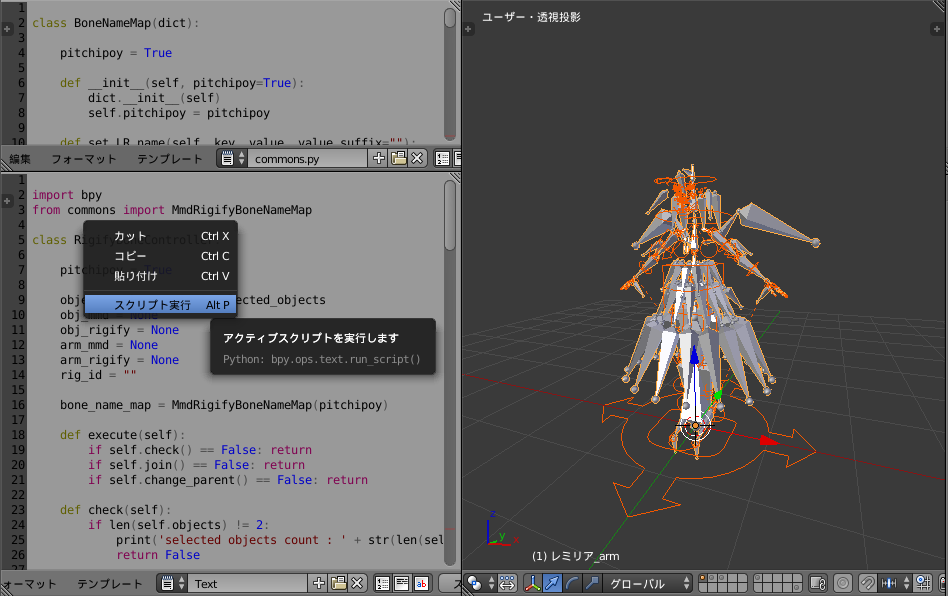 1
2 class BoneNameMap(dict):
3
4 pitchipoy = True
5
6 def __init__(self, pitchipoy=True):
7 dict.__init__(self)
8 self.pitchipoy = pitchipoy
9
10 def set_LR_name(self, key, value, value_suffix=""):
編集 フォーマット テンプレート commons.py
1
2 import bpy
3 from commons import MmdRigifyBoneNameMap
4
5 class
6
7
8
9 ected_objects
10 None
11 obj_rigify = None
12 arm_mmd = None
13 arm_rigify = None
14 rig_id = ""
15
16 bone_name_map = MmdRigifyBoneNameMap(pitchipoy)
17
18 def execute(self):
19 if self.check() == False: return
20 if self.join() == False: return
21 if self.change_parent() == False: return
22
23 def check(self):
24 if len(self.objects) != 2:
25 print('selected objects count : ' + str(len(sel
26 return False
27
カット Ctrl X
コピー Ctrl C
貼り付け Ctrl V
スクリプト実行 Alt P
アクティブスクリプトを実行します
Python: bpy.ops.text.run_script()
ォーマット テンプレート Text ス
ユーザー・透視投影
z
y
(1) レミリア_arm
グローバル